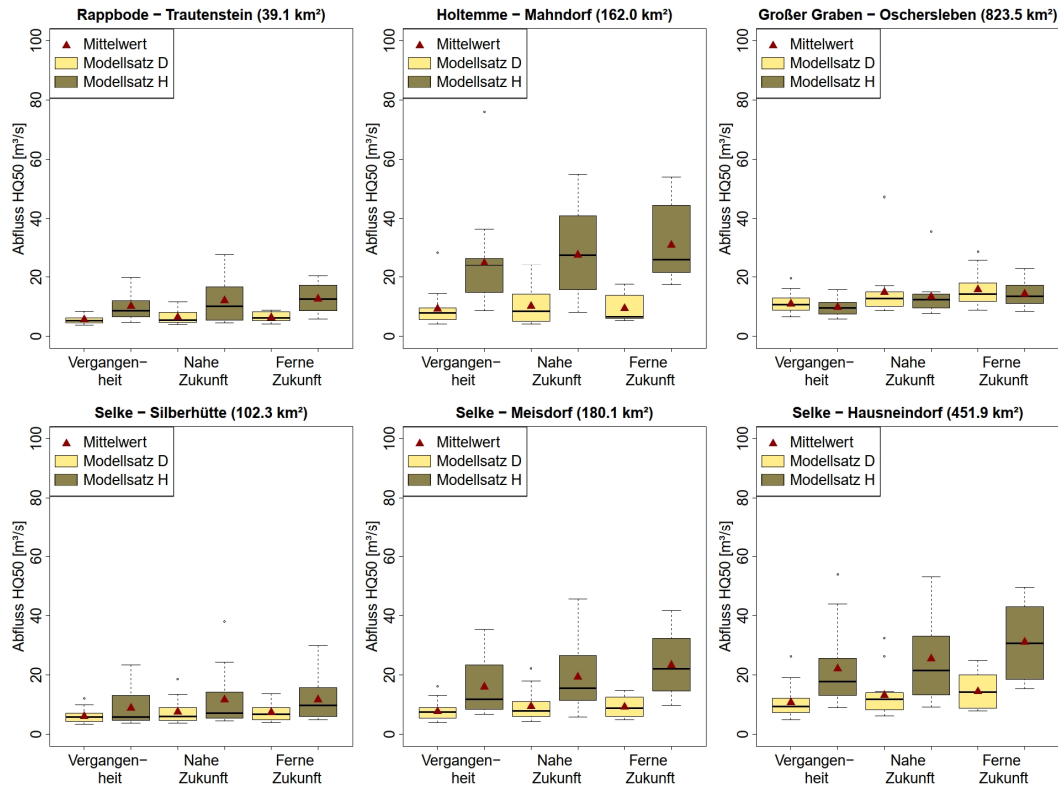 Rappbode − Trautenstein (39.1 km²)
Abfluss HQ50 [m³/s]
100
80
60
40
20
0
Mittelwert
Modellsatz D
Modellsatz H
Vergangen−
heit
Nahe
Zukunft
Ferne
Zukunft
Holtemme − Mahndorf (162.0 km²)
Abfluss HQ50 [m³/s]
100
80
60
40
20
0
Mittelwert
Modellsatz D
Modellsatz H
Vergangen−
heit
Nahe
Zukunft
Ferne
Zukunft
Großer Graben − Oschersleben (823.5 km²)
Abfluss HQ50 [m³/s]
100
80
60
40
20
0
Mittelwert
Modellsatz D
Modellsatz H
Vergangen−
heit
Nahe
Zukunft
Ferne
Zukunft
Selke − Silberhütte (102.3 km²)
Abfluss HQ50 [m³/s]
100
80
60
40
20
0
Mittelwert
Modellsatz D
Modellsatz H
Vergangen−
heit
Nahe
Zukunft
Ferne
Zukunft
Selke − Meisdorf (180.1 km²)
Abfluss HQ50 [m³/s]
100
80
60
40
20
0
Mittelwert
Modellsatz D
Modellsatz H
Vergangen−
heit
Nahe
Zukunft
Ferne
Zukunft
Selke − Hausneindorf (451.9 km²)
Abfluss HQ50 [m³/s]
100
80
60
40
20
0
Mittelwert
Modellsatz D
Modellsatz H
Vergangen−
heit
Nahe
Zukunft
Ferne
Zukunft